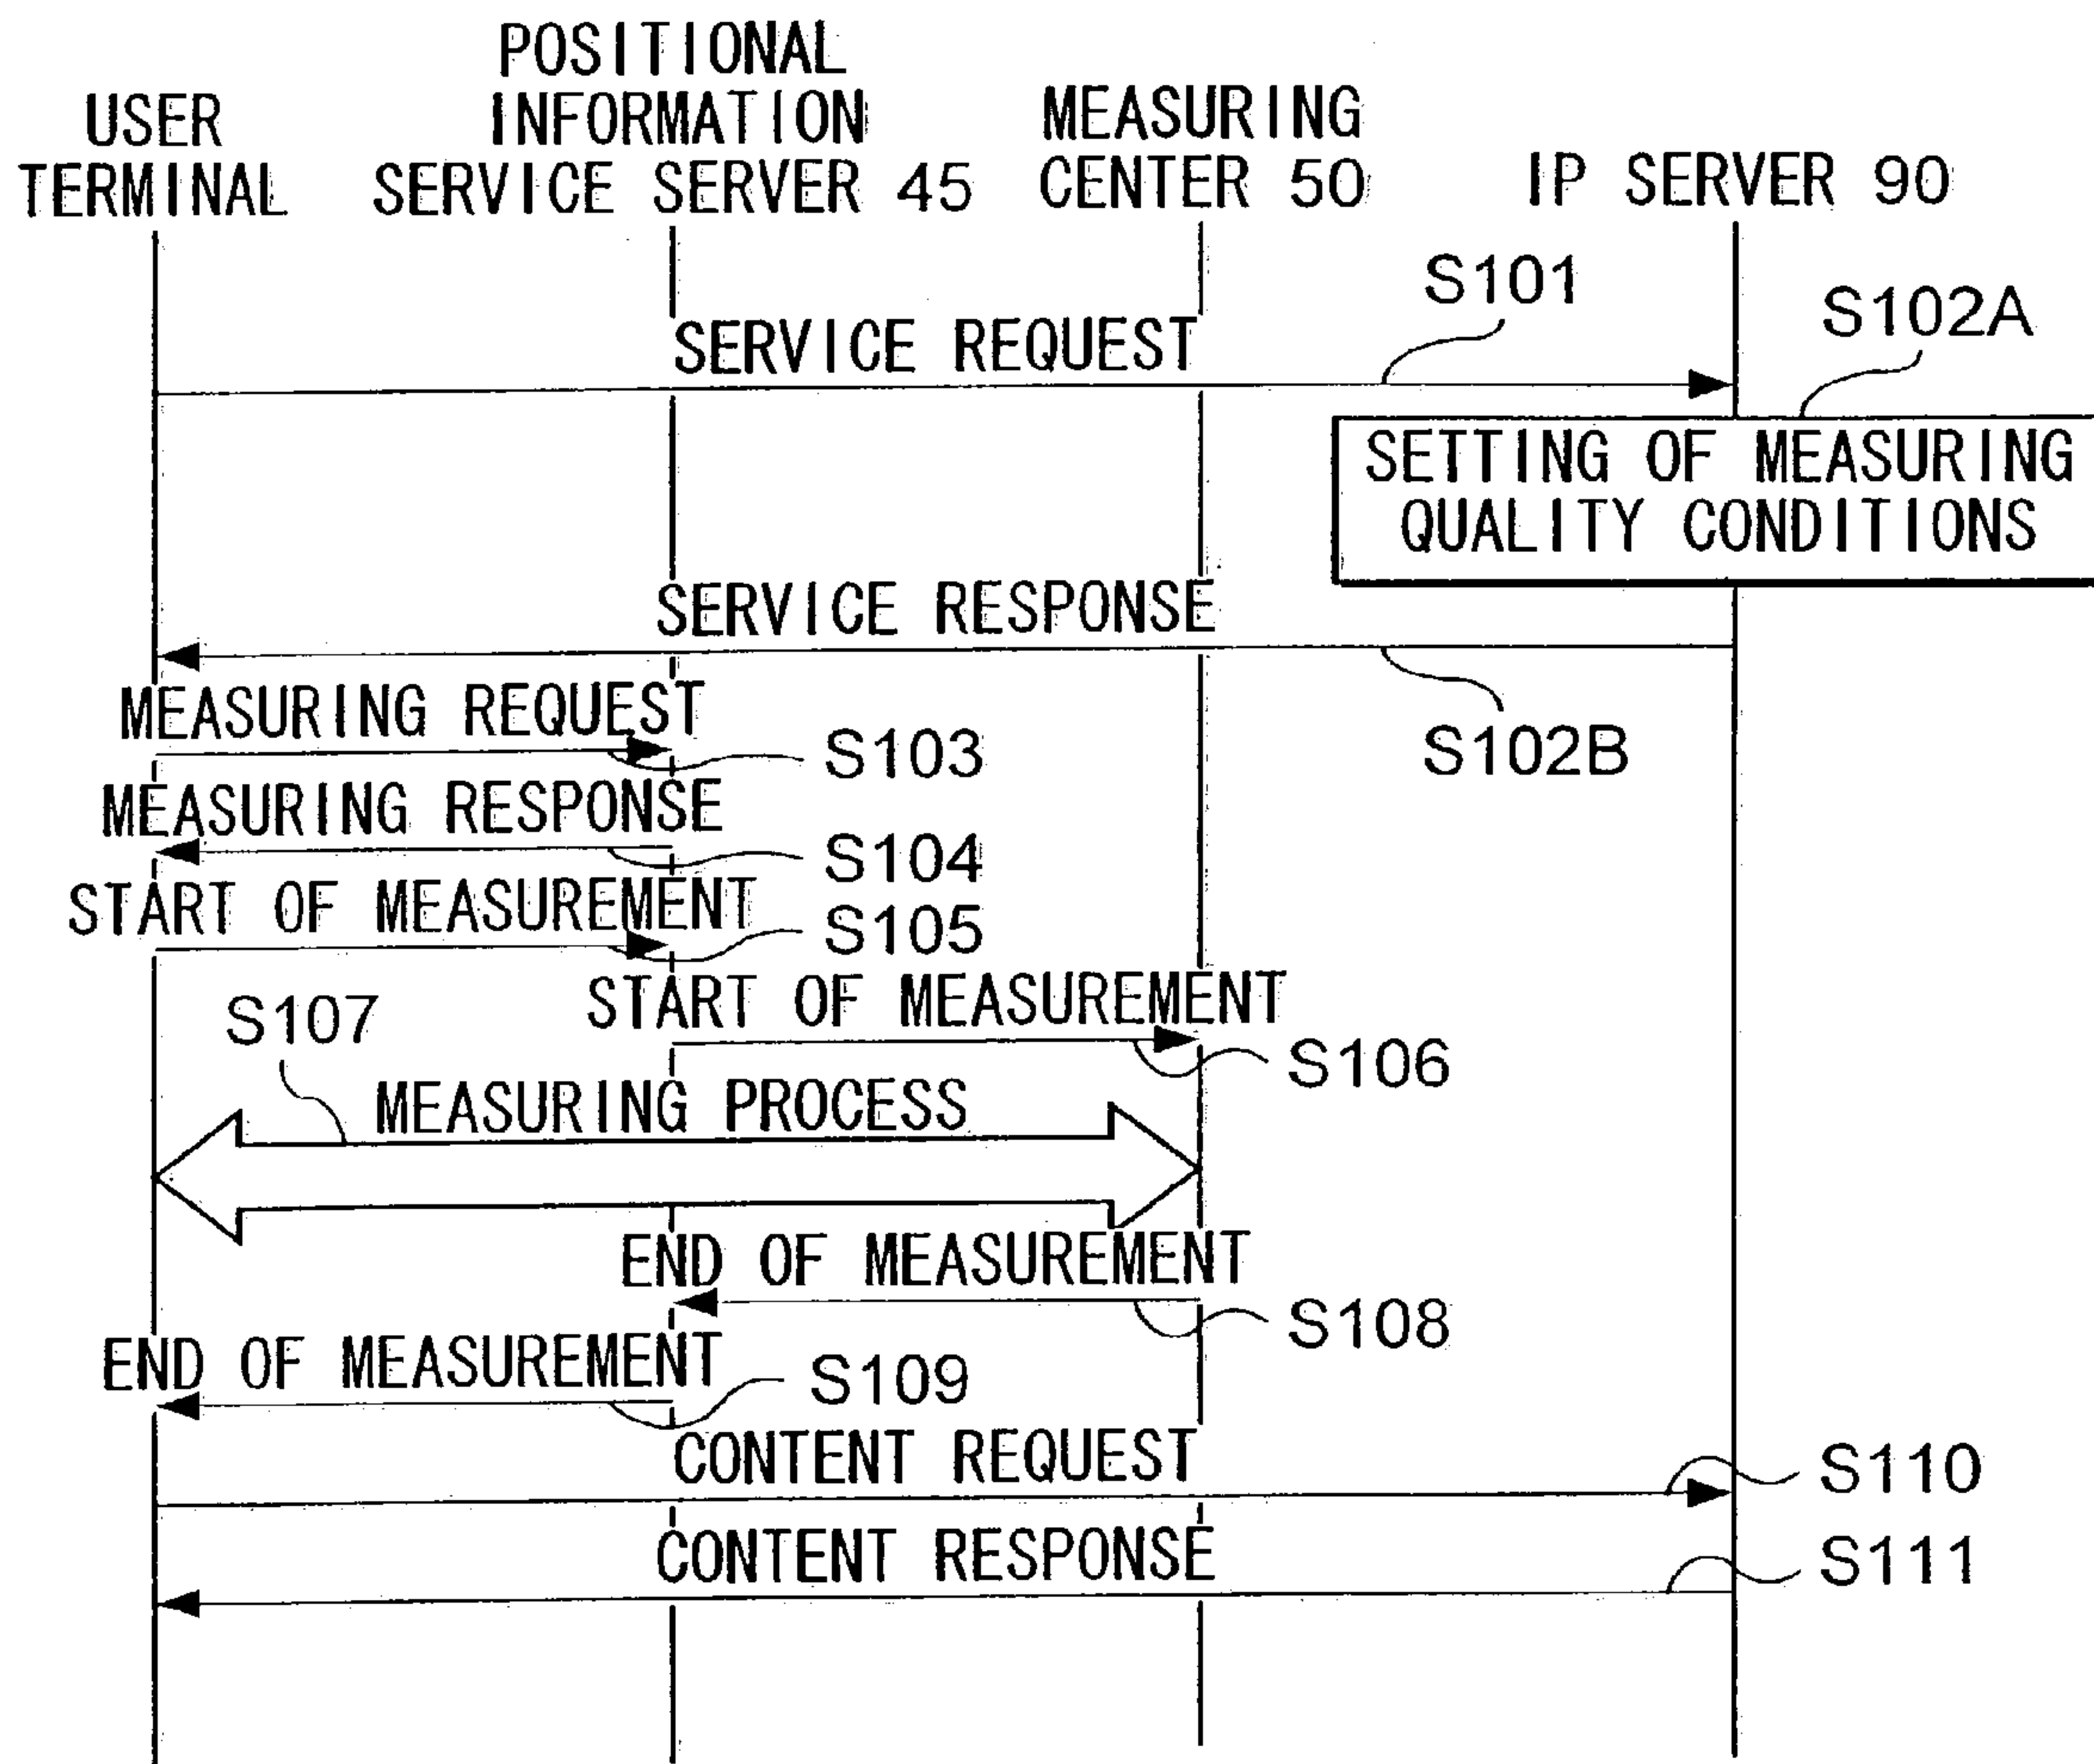 USER
TERMINAL
POSITIONAL
INFORMATION
SERVICE SERVER 45
MEASURING
CENTER 50
IP SERVER 90
SERVICE REQUEST
S101
S102A
SETTING OF MEASURING
QUALITY CONDITIONS
SERVICE RESPONSE
S102B
MEASURING REQUEST
S103
MEASURING RESPONSE
S104
START OF MEASUREMENT
S105
START OF MEASUREMENT
S106
S107
MEASURING PROCESS
END OF MEASUREMENT
S108
END OF MEASUREMENT
S109
CONTENT REQUEST
S110
CONTENT RESPONSE
S111